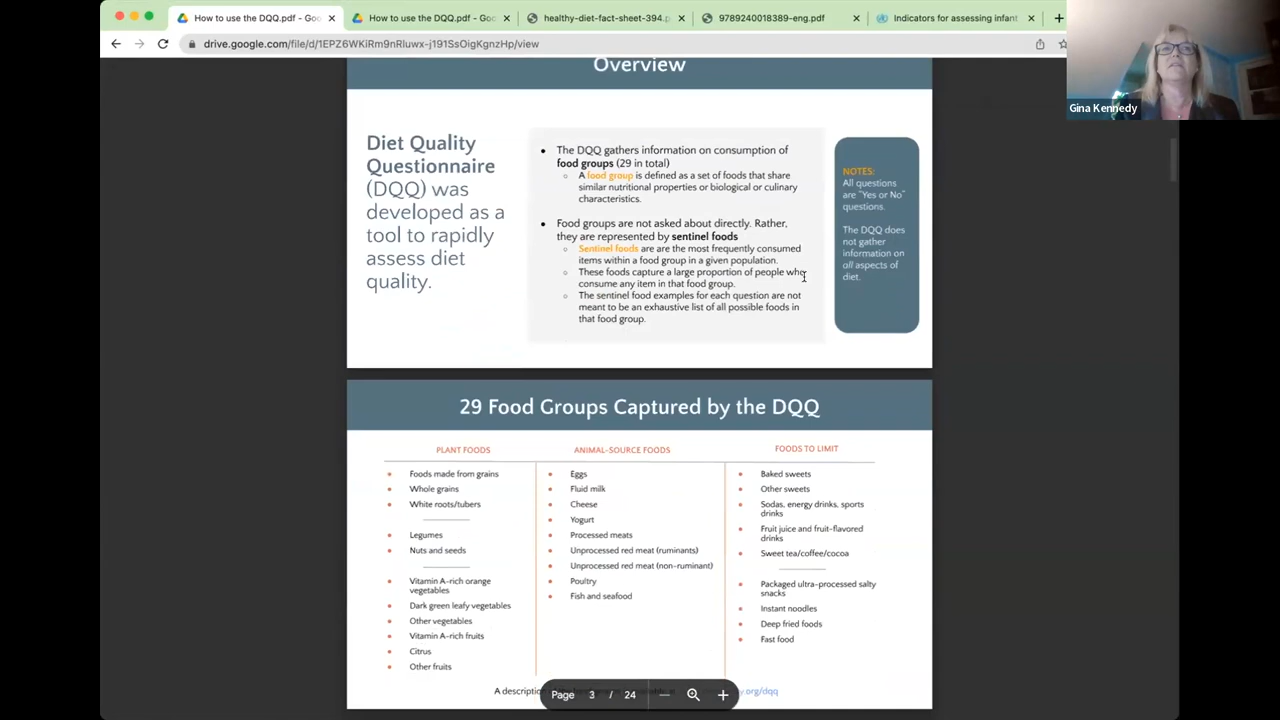 How to use the DQQ.pdf - Goo
How to use the DQQ.pdf - Goo
healthy-diet-fact-sheet-394.p
9789240018389-eng.pdf
Indicators for assessing infant
drive.google.com/file/d/1EPZ6WKiRm9nRluwx-j191SsOigKgnzHp/view
Gina Kennedy
Overview
Diet Quality
Questionnaire
(DQQ) was
developed as a
tool to rapidly
assess diet
quality.
The DQQ gathers information on consumption of
food groups (29 in total)
A food group is defined as a set of foods that share
similar nutritional properties or biological or culinary
characteristics.
Food groups are not asked about directly. Rather,
they are represented by sentinel foods
Sentinel foods are are the most frequently consumed
items within a food group in a given population.
These foods capture a large proportion of people who
consume any item in that food group.
The sentinel food examples for each question are not
meant to be an exhaustive list of all possible foods in
that food group.
NOTES:
All questions
are "Yes or No"
questions.
The DQQ does
not gather
information on
all aspects of
diet.
29 Food Groups Captured by the DQQ
PLANT FOODS
Foods made from grains
Whole grains
White roots/tubers
Legumes
Nuts and seeds
Vitamin A-rich orange
vegetables
Dark green leafy vegetables
Other vegetables
Vitamin A-rich fruits
Citrus
Other fruits
ANIMAL-SOURCE FOODS
Eggs
Fluid milk
Cheese
Yogurt
Processed meats
Unprocessed red meat (ruminants)
Unprocessed red meat (non-ruminant)
Poultry
Fish and seafood
FOODS TO LIMIT
Baked sweets
Other sweets
Sodas, energy drinks, sports
drinks
Fruit juice and fruit-flavored
drinks
Sweet tea/coffee/cocoa
Packaged ultra-processed salty
snacks
Instant noodles
Deep fried foods
Fast food
A description
.org/dqq
Page 3 / 24